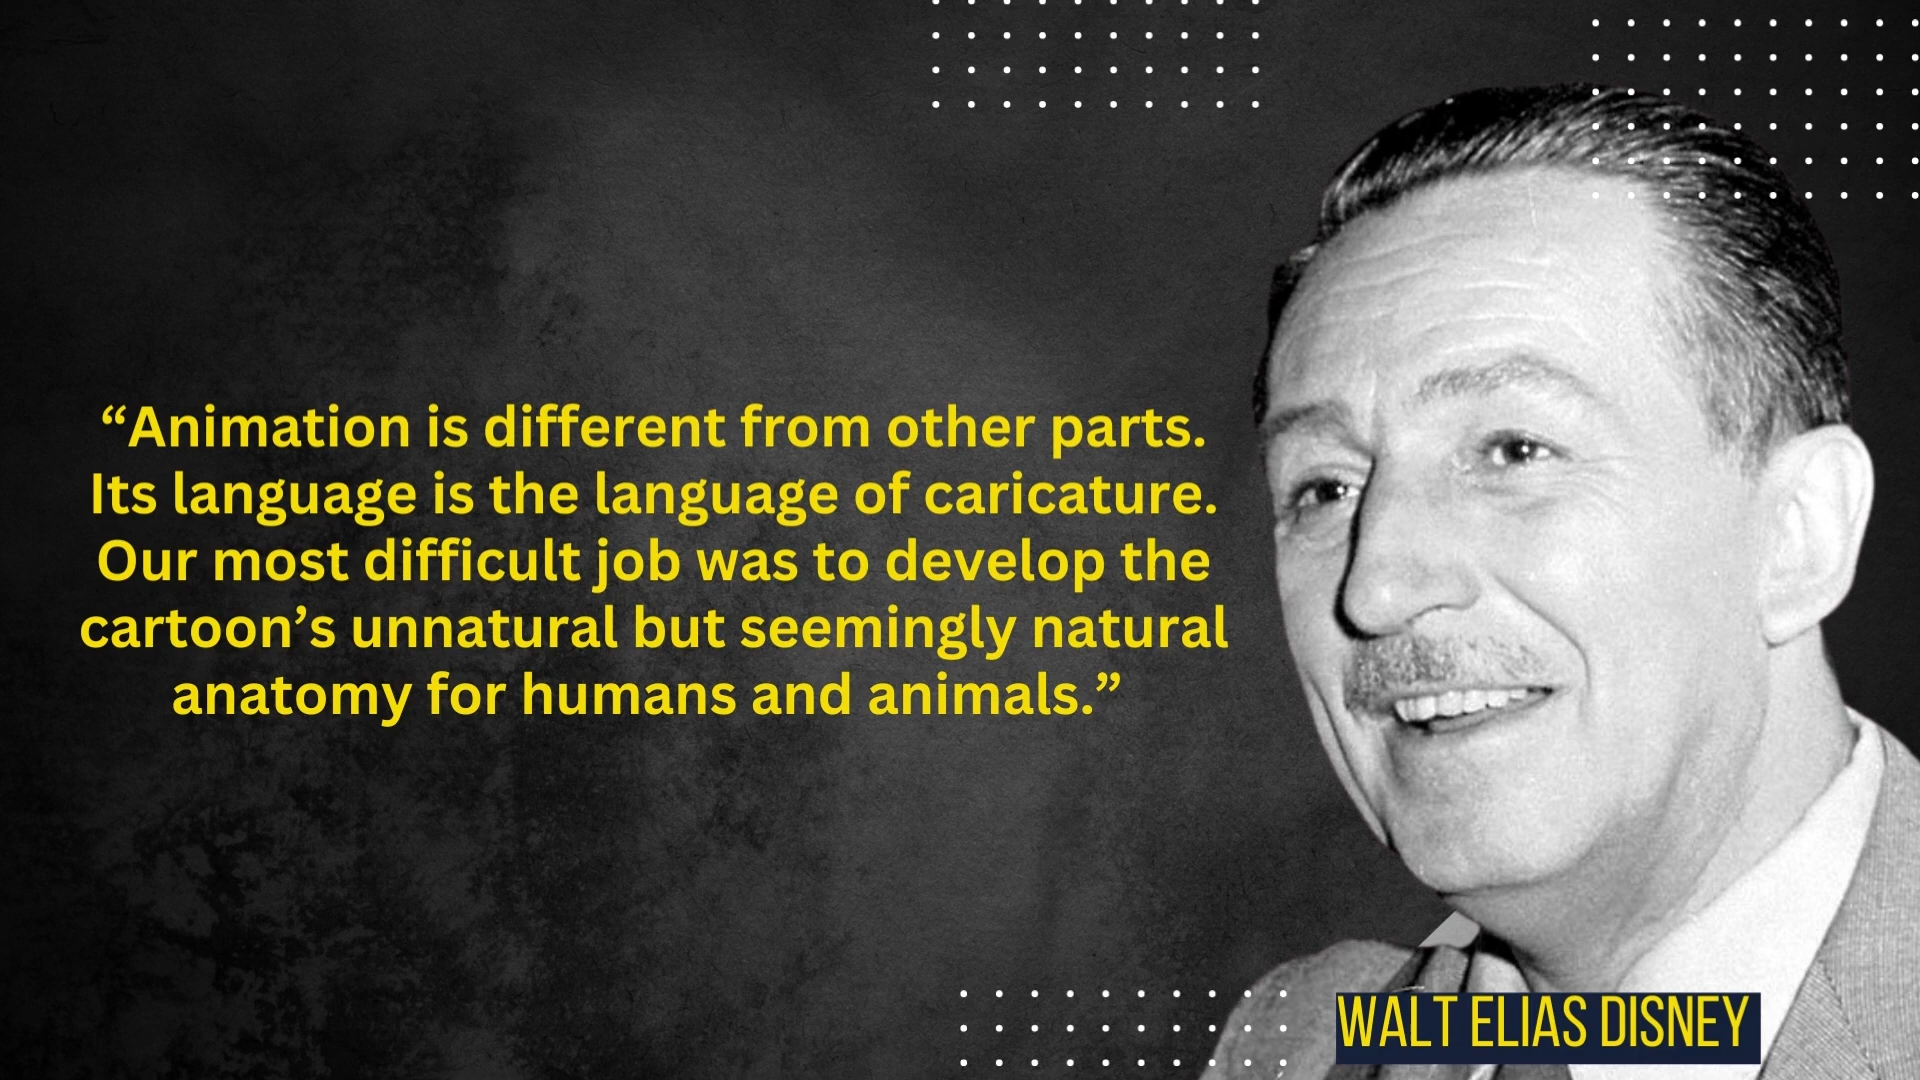 “Animation is different from other parts.
Its language is the language of caricature.
Our most difficult job was to develop the
cartoon’s unnatural but seemingly natural
anatomy for humans and animals.”
WALT ELIAS DISNEY